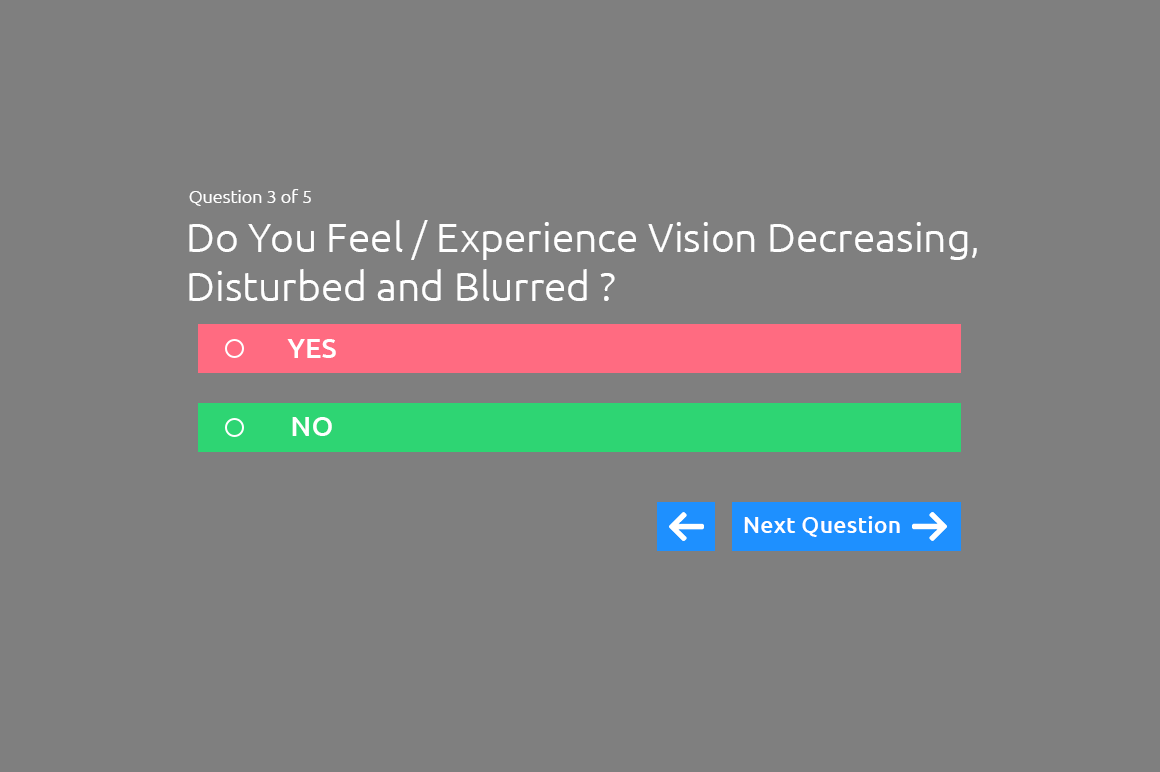 Question 3 of 5
Do You Feel / Experience Vision Decreasing,
Disturbed and Blurred ?
YES
NO
Next Question